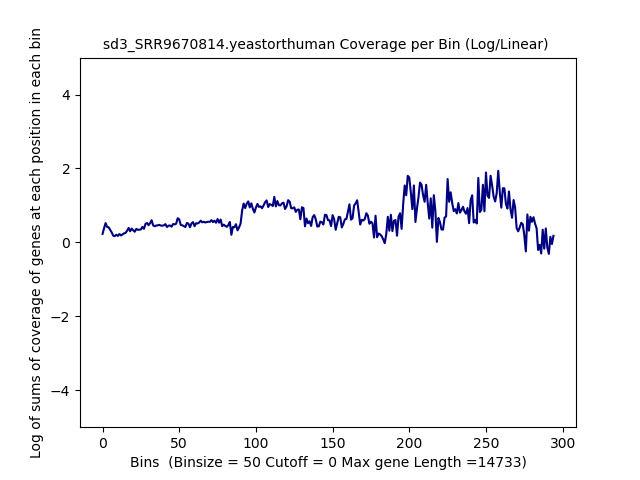 sd3_SRR9670814.yeastorthuman Coverage per Bin (Log/Linear)
Log of sums of coverage of genes at each position in each bin
4
2
0
−2
−4
0 50 100 150 200 250 300
Bins  (Binsize = 50 Cutoff = 0 Max gene Length =14733)